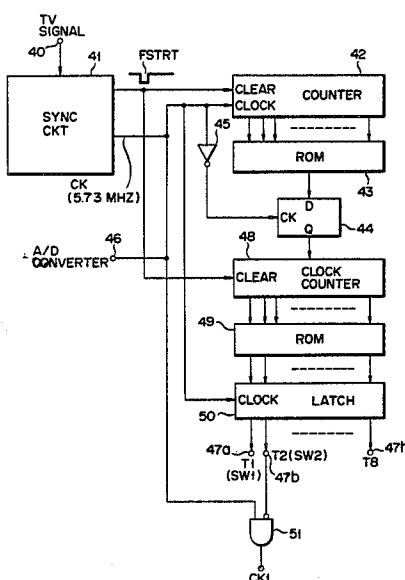 TV
SIGNAL
40
41
FSTRT
42
SYNC
CKT
CLEAR
CLOCK
COUNTER
45
ROM
43
CK
(5.73 MHZ)
D
CK
Q
44
A/D
CONVERTER
46
48
CLEAR
CLOCK
COUNTER
49
ROM
CLOCK
LATCH
50
47a
T1
(SW1)
T2(SW2)
47b
T8
47h
51
CK1